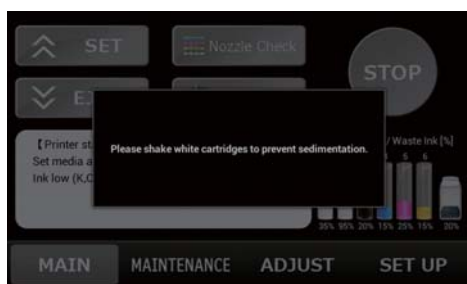 SET
Nozzle Check
STOP
Please shake white cartridges to prevent sedimentation.
【Printer st
Set media a
Ink low (K,C
/ Waste Ink [%]
5 6
35% 95% 20% 15% 25% 15% 20%
MAIN MAINTENANCE ADJUST SET UP